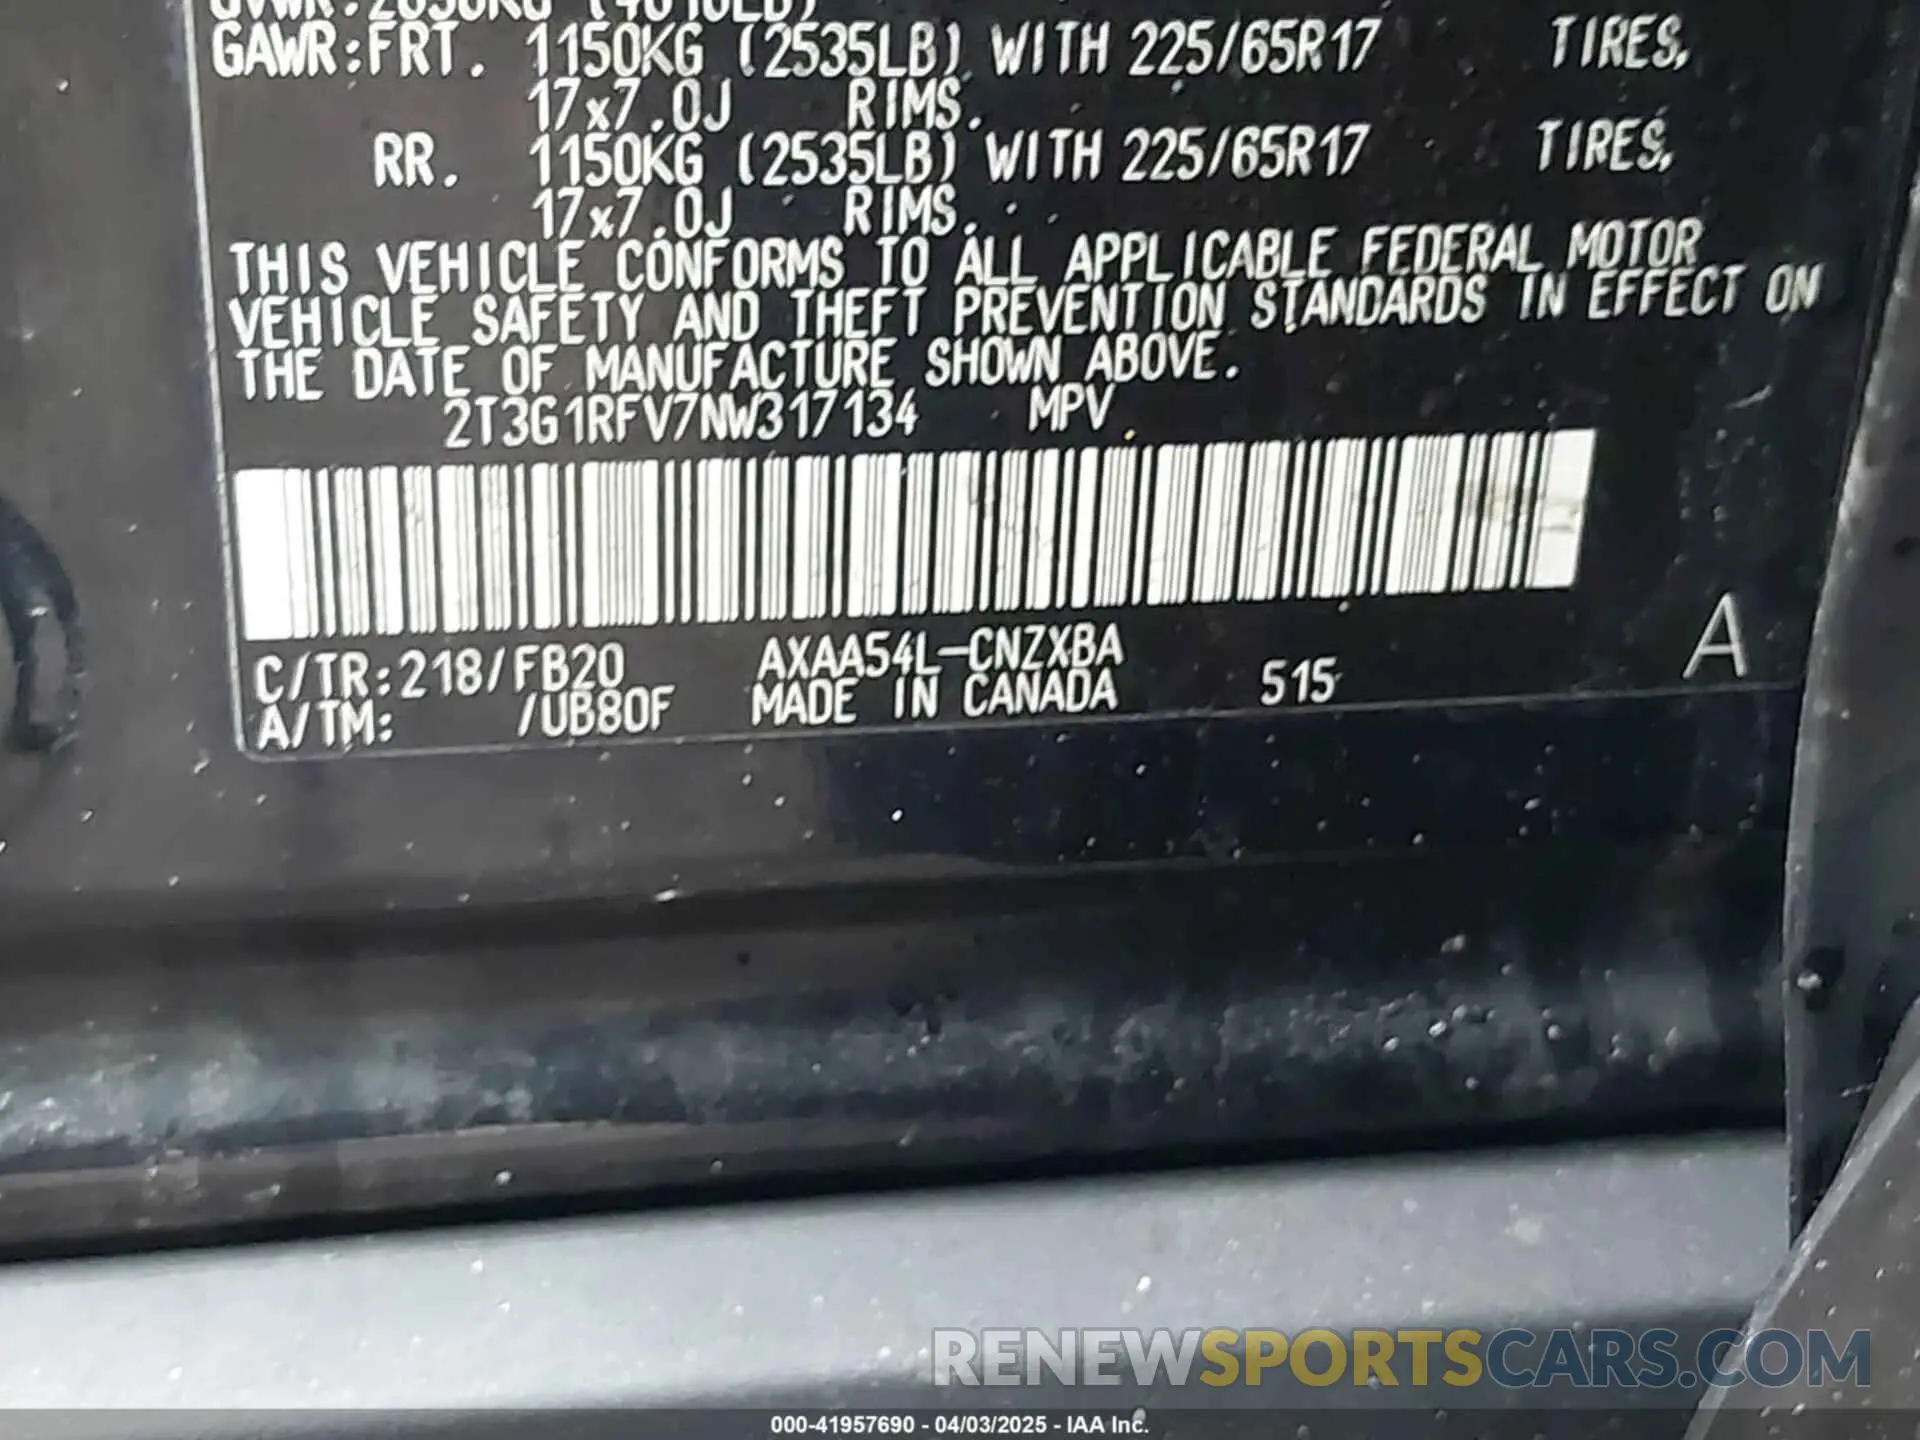 GAWR:FRT. 1150KG (2535LB) WITH 225/65R17 TIRES,
17x7.0J RIMS.
RR. 1150KG (2535LB) WITH 225/65R17 TIRES,
17x7.0J RIMS.
THIS VEHICLE CONFORMS TO ALL APPLICABLE FEDERAL MOTOR
VEHICLE SAFETY AND THEFT PREVENTION STANDARDS IN EFFECT ON
THE DATE OF MANUFACTURE SHOWN ABOVE.
2T3G1RFV7NW317134 MPV
C/TR:218/FB20 AXAA54L-CNZXBA
A/TM: /UB80F MADE IN CANADA 515 A
RENEWSPORTSCARS.COM
000-41957690 - 04/03/2025 - IAA Inc.